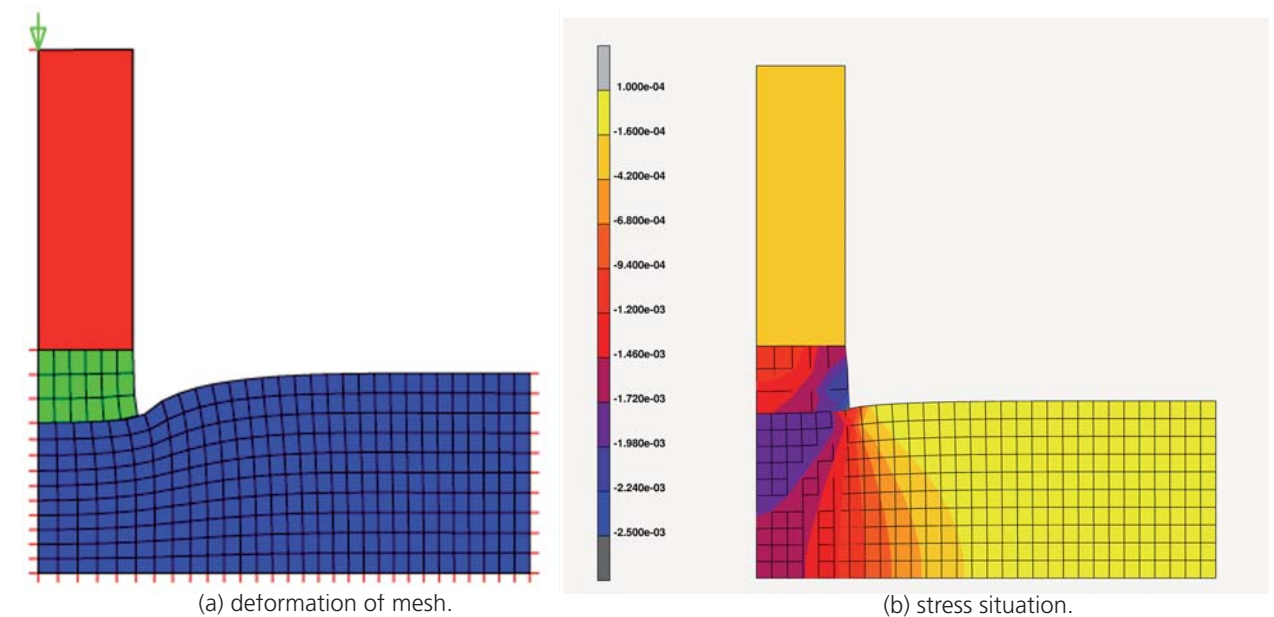 1.000e-04
-1.600e-04
-4.200e-04
-6.800e-04
-9.400e-04
-1.200e-03
-1.460e-03
-1.720e-03
-1.980e-03
-2.240e-03
-2.500e-03
(a) deformation of mesh.
(b) stress situation.